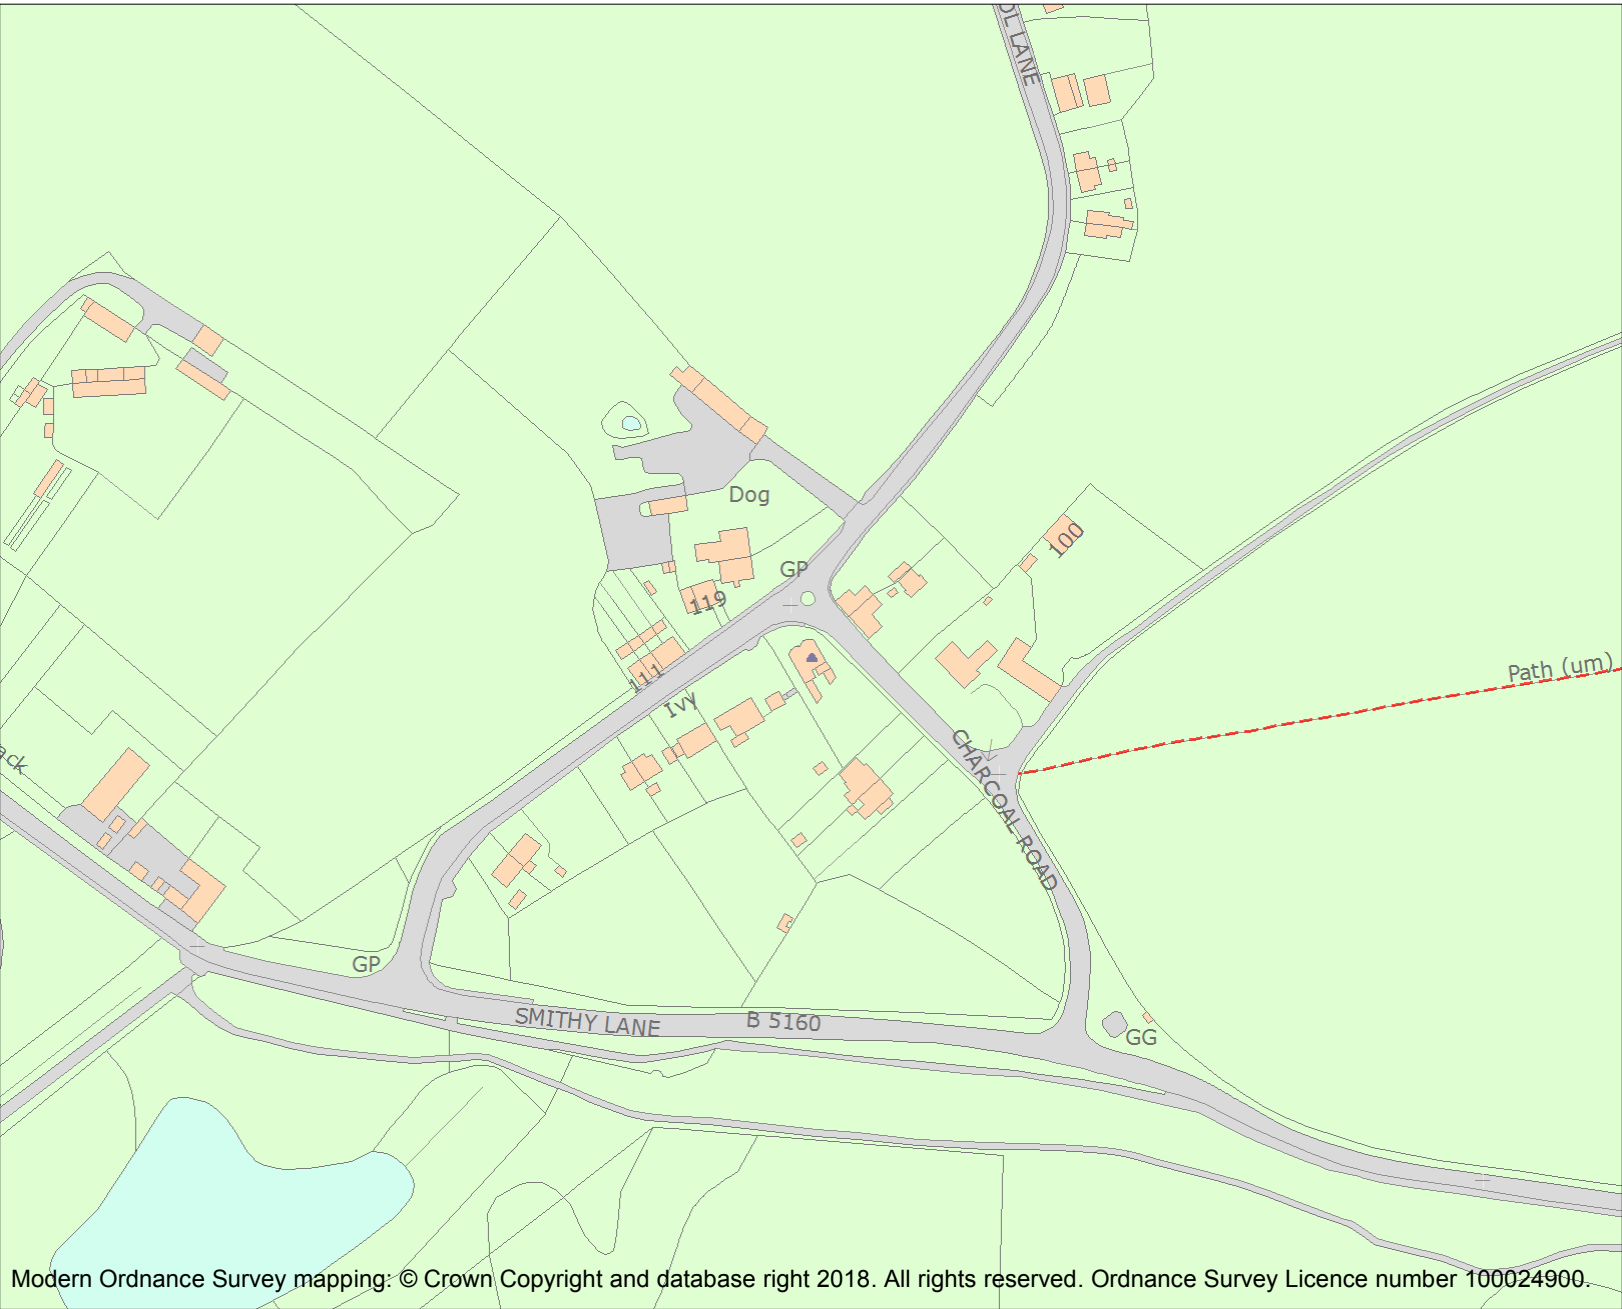 OL LANE
Dog
100
GP
119
111
Ivy
Path (um)
CHARCOAL ROAD
ack
GP
SMITHY LANE
B 5160
GG
Modern Ordnance Survey mapping: © Crown Copyright and database right 2018. All rights reserved. Ordnance Survey Licence number 100024900.